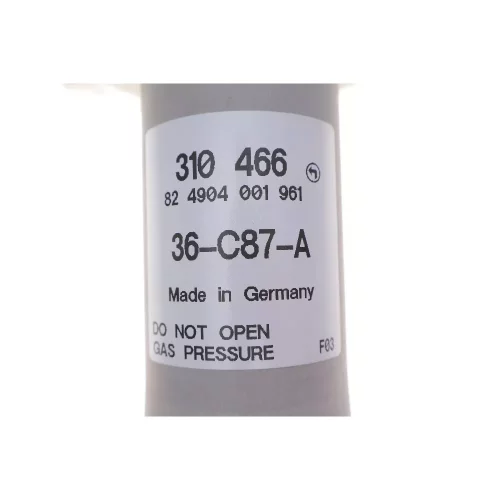 310 466
82 4904 001 961
36-C87-A
Made in Germany
DO NOT OPEN
GAS PRESSURE F03